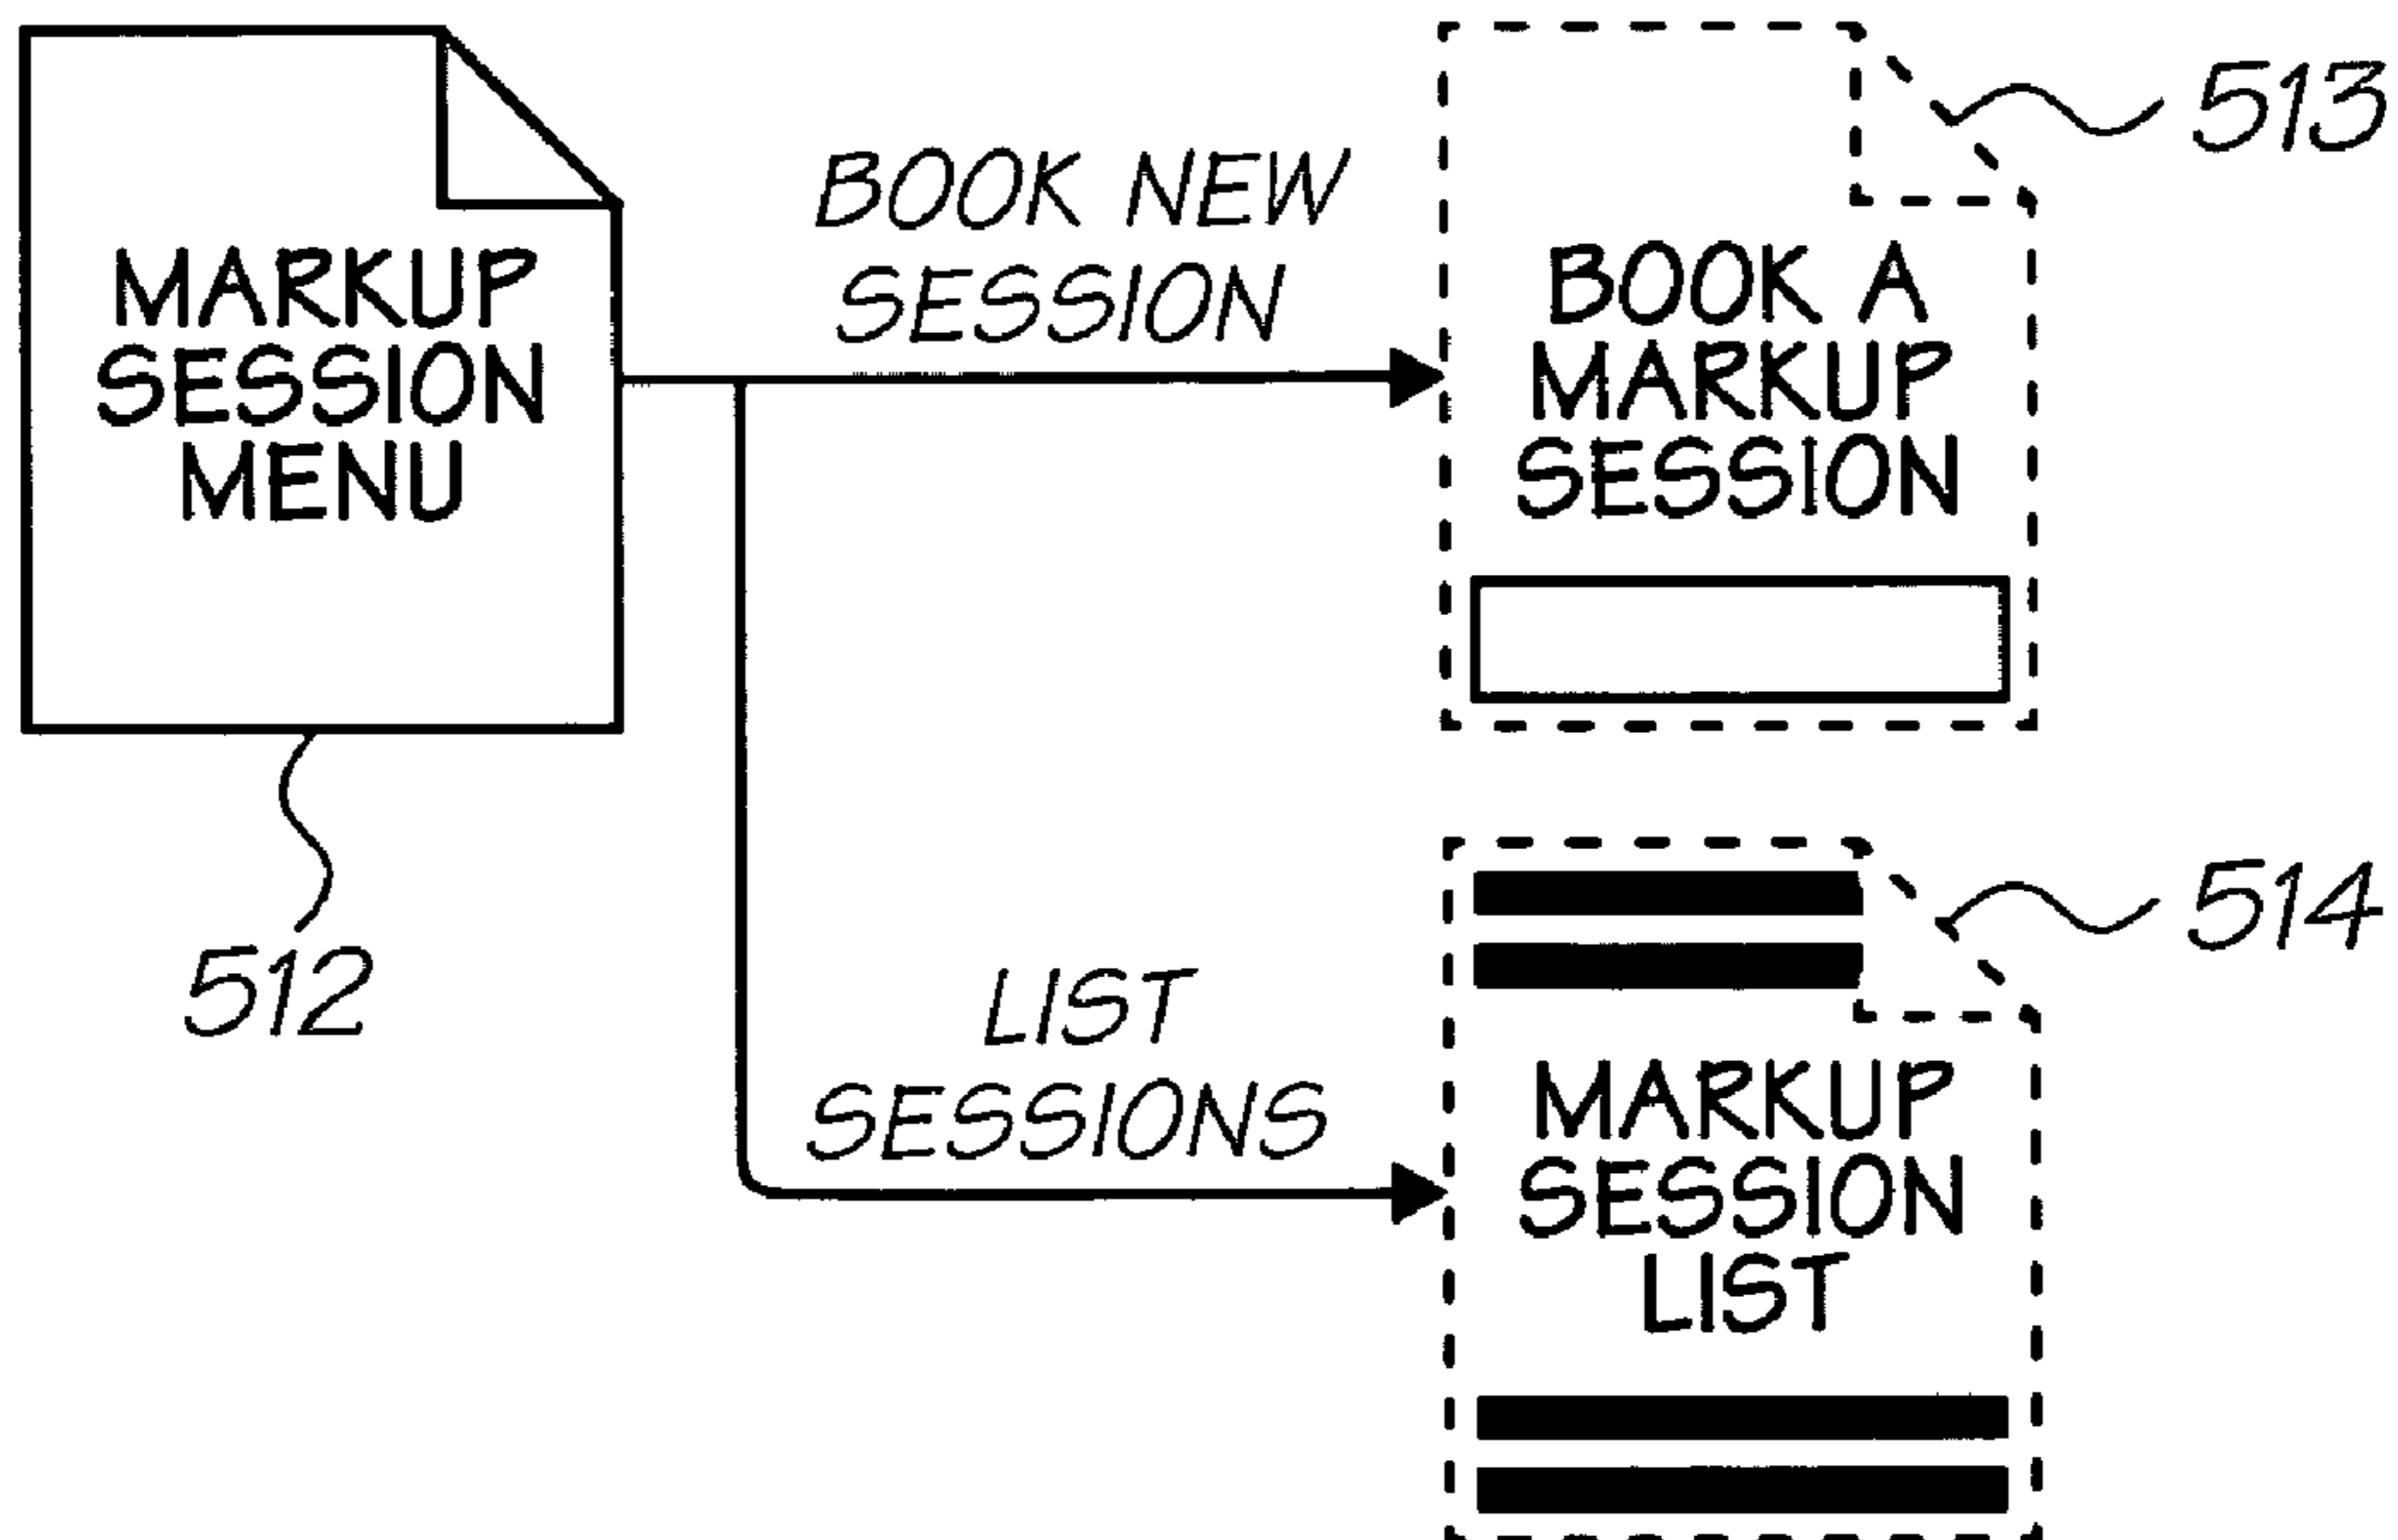 MARKUP
SESSION
MENU
512
BOOK NEW
SESSION
BOOK A
MARKUP
SESSION
513
LIST
SESSIONS
MARKUP
SESSION
LIST
514